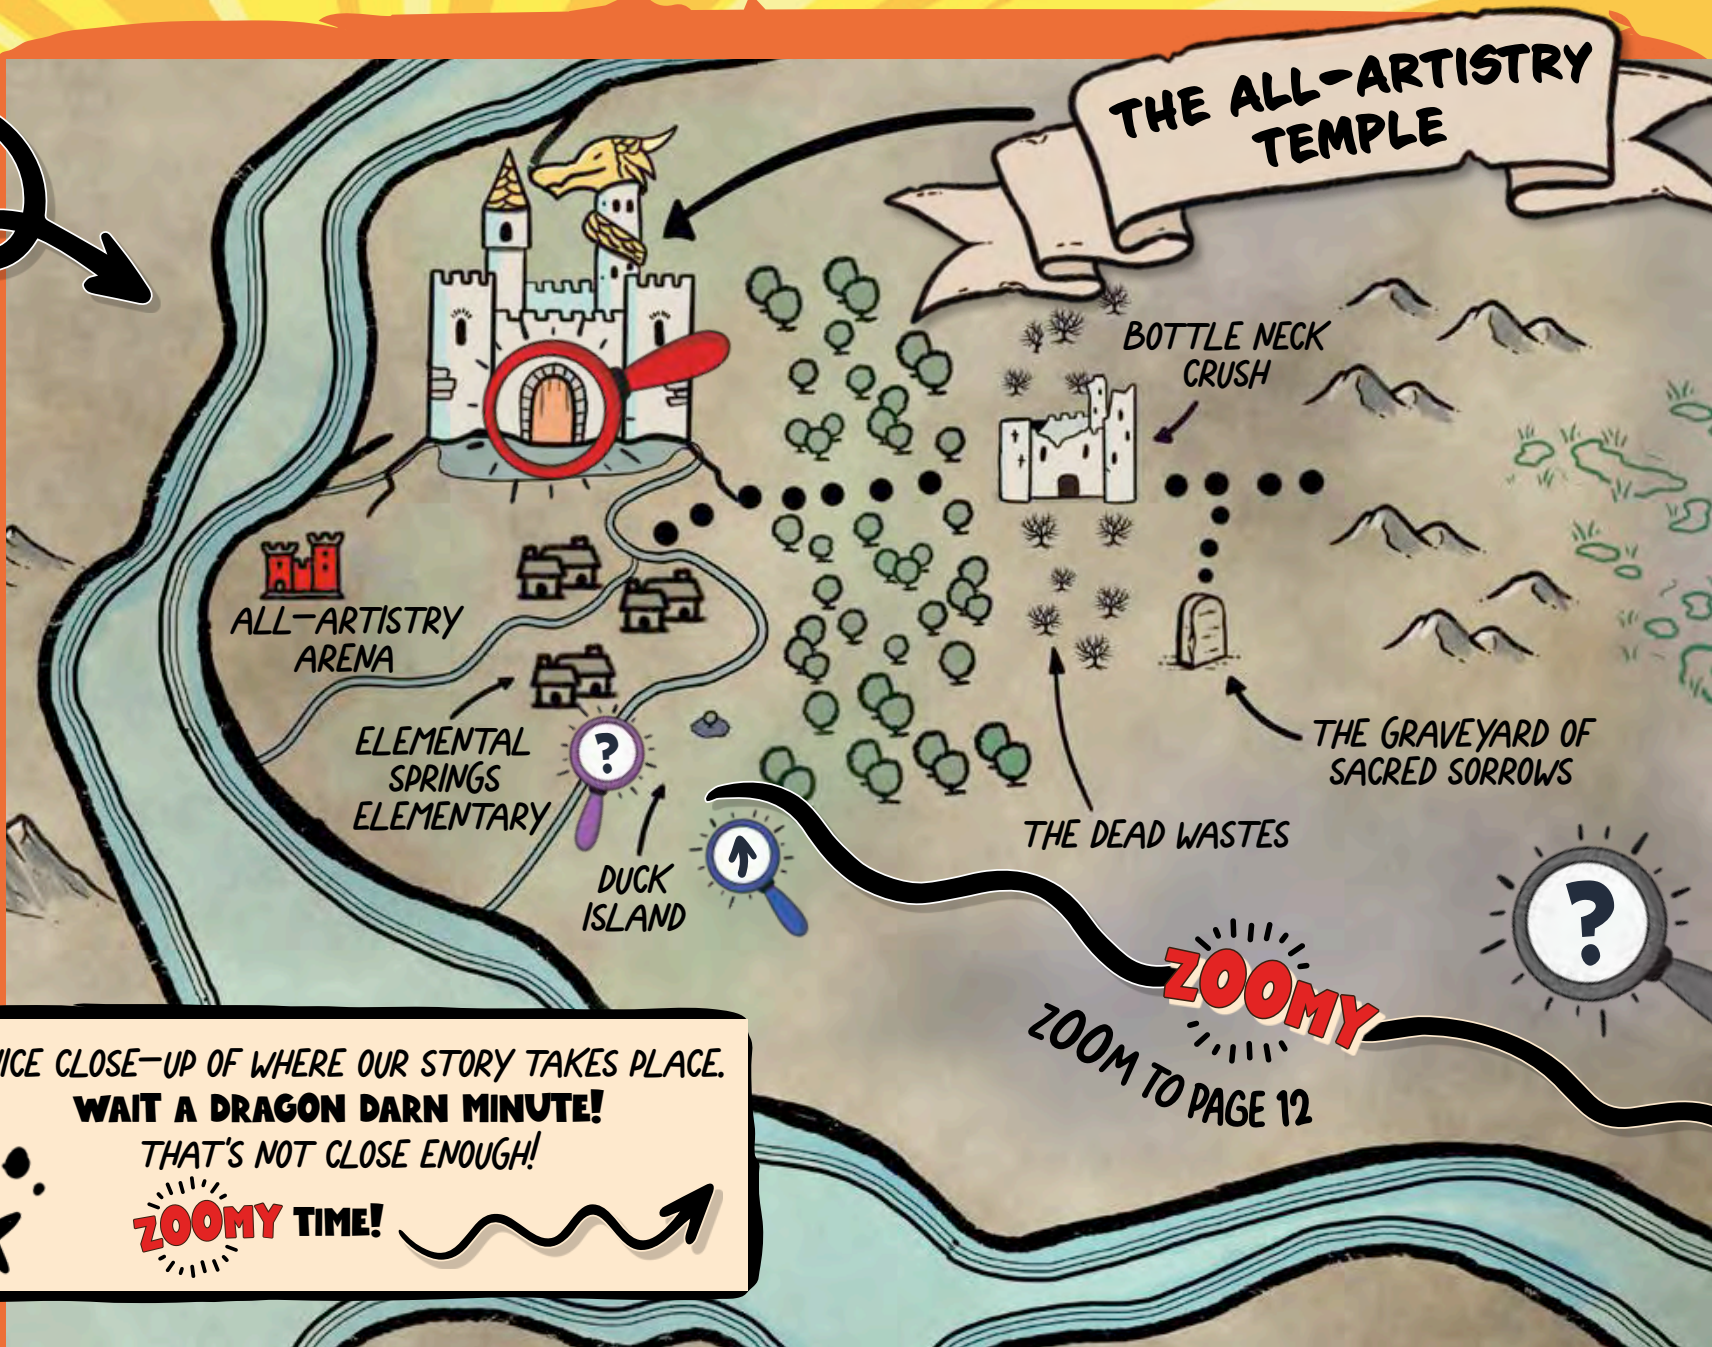 THE ALL-ARTISTRY
TEMPLE
BOTTLE NECK
CRUSH
ALL-ARTISTRY
ARENA
ELEMENTAL
SPRINGS
ELEMENTARY
?
DUCK
ISLAND
THE GRAVEYARD OF
SACRED SORROWS
THE DEAD WASTES
?
ZOOMY
ZOOM TO PAGE 12
CLOSE-UP OF WHERE OUR STORY TAKES PLACE.
WAIT A DRAGON DARN MINUTE!
THAT'S NOT CLOSE ENOUGH!
ZOOMY TIME!